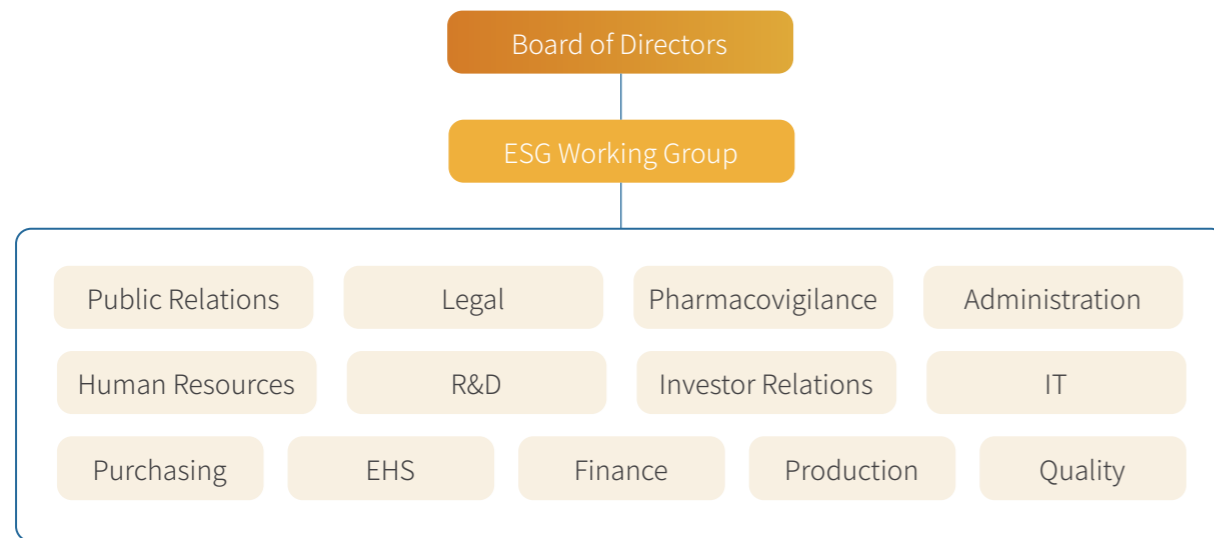 Board of Directors
ESG Working Group
Public Relations
Legal
Pharmacovigilance
Administration
Human Resources
R&D
Investor Relations
IT
Purchasing
EHS
Finance
Production
Quality